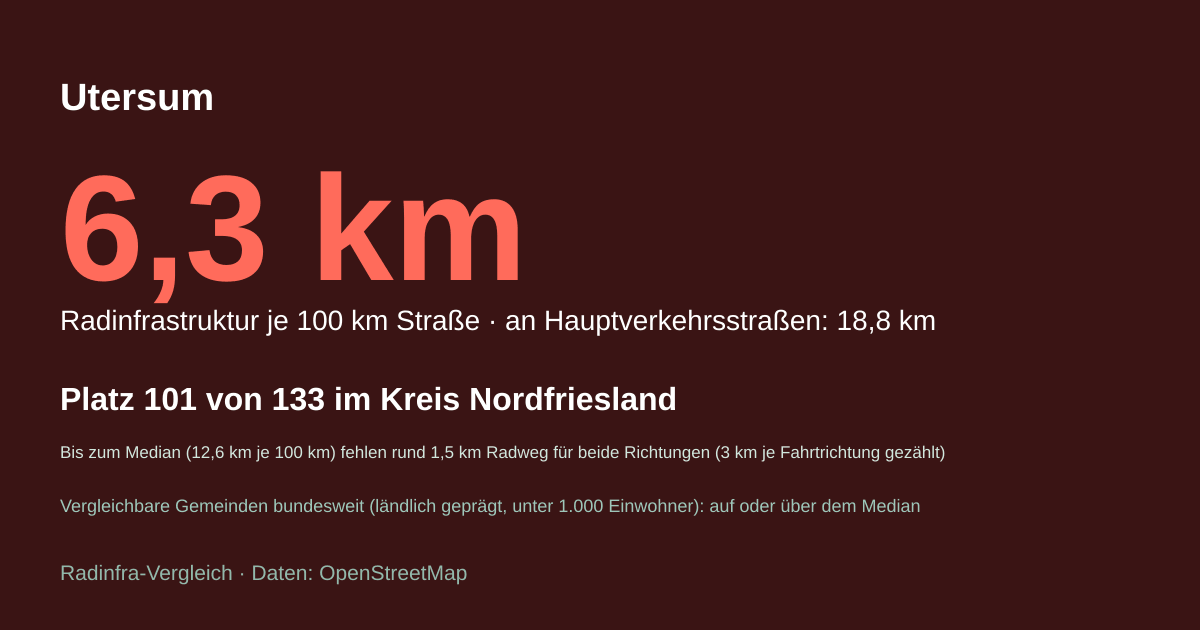 Utersum
6,3 km
Radinfrastruktur je 100 km Straße · an Hauptverkehrsstraßen: 18,8 km
Platz 101 von 133 im Kreis Nordfriesland
Bis zum Median (12,6 km je 100 km) fehlen rund 1,5 km Radweg für beide Richtungen (3 km je Fahrtrichtung gezählt)
Vergleichbare Gemeinden bundesweit (ländlich geprägt, unter 1.000 Einwohner): auf oder über dem Median
Radinfra-Vergleich · Daten: OpenStreetMap